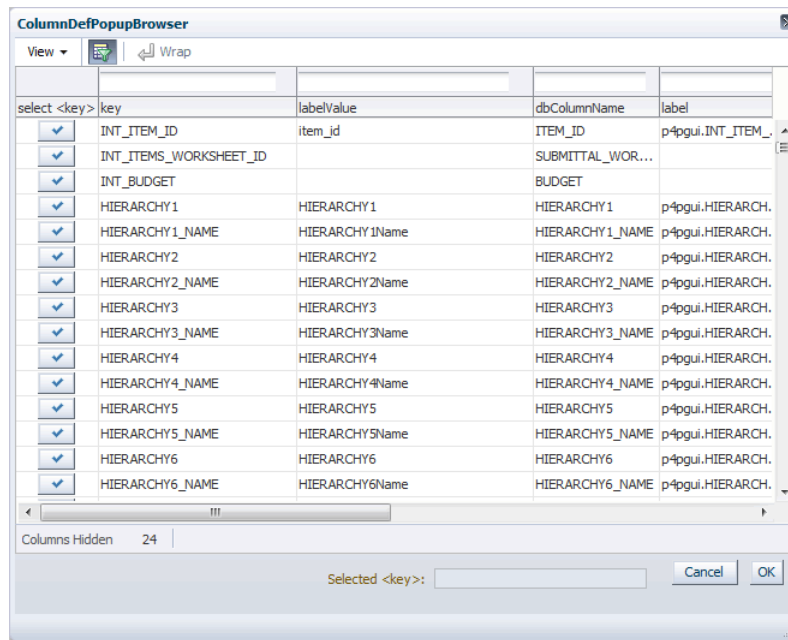 ColumnDefPopupBrowser
View Wrap
select <key> key labelValue dbColumnName label
INT_ITEM_ID item_id ITEM_ID p4pgui.INT_ITEM_.
INT_ITEMS_WORKSHEET_ID SUBMITTAL_WOR...
INT_BUDGET BUDGET
HIERARCHY1 HIERARCHY1 HIERARCHY1 p4pgui.HIERARCH.
HIERARCHY1_NAME HIERARCHY1Name HIERARCHY1_NAME p4pgui.HIERARCH.
HIERARCHY2 HIERARCHY2 HIERARCHY2 p4pgui.HIERARCH.
HIERARCHY2_NAME HIERARCHY2Name HIERARCHY2_NAME p4pgui.HIERARCH.
HIERARCHY3 HIERARCHY3 HIERARCHY3 p4pgui.HIERARCH.
HIERARCHY3_NAME HIERARCHY3Name HIERARCHY3_NAME p4pgui.HIERARCH.
HIERARCHY4 HIERARCHY4 HIERARCHY4 p4pgui.HIERARCH.
HIERARCHY4_NAME HIERARCHY4Name HIERARCHY4_NAME p4pgui.HIERARCH.
HIERARCHY5 HIERARCHY5 HIERARCHY5 p4pgui.HIERARCH.
HIERARCHY5_NAME HIERARCHY5Name HIERARCHY5_NAME p4pgui.HIERARCH.
HIERARCHY6 HIERARCHY6 HIERARCHY6 p4pgui.HIERARCH.
HIERARCHY6_NAME HIERARCHY6Name HIERARCHY6_NAME p4pgui.HIERARCH.
Columns Hidden 24
Selected <key>: Cancel OK